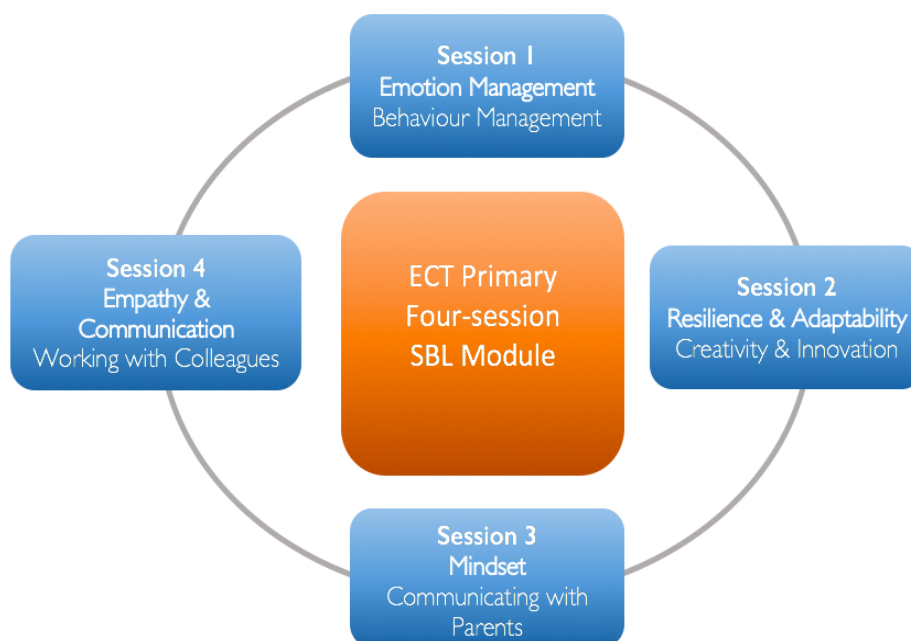 Session 1
Emotion Management
Behaviour Management
Session 2
Resilience & Adaptability
Creativity & Innovation
Session 3
Mindset
Communicating with
Parents
Session 4
Empathy &
Communication
Working with Colleagues
ECT Primary
Four-session
SBL Module